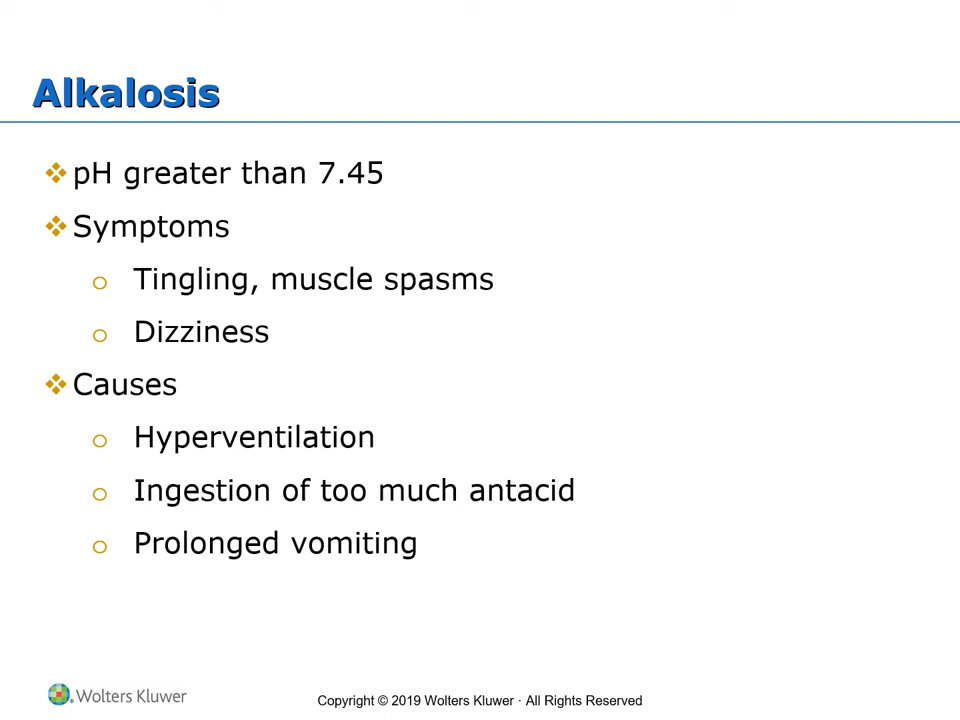 Alkalosis
❖ pH greater than 7.45
❖ Symptoms
o Tingling, muscle spasms
o Dizziness
❖ Causes
o Hyperventilation
o Ingestion of too much antacid
o Prolonged vomiting
Wolters Kluwer
Copyright © 2019 Wolters Kluwer · All Rights Reserved